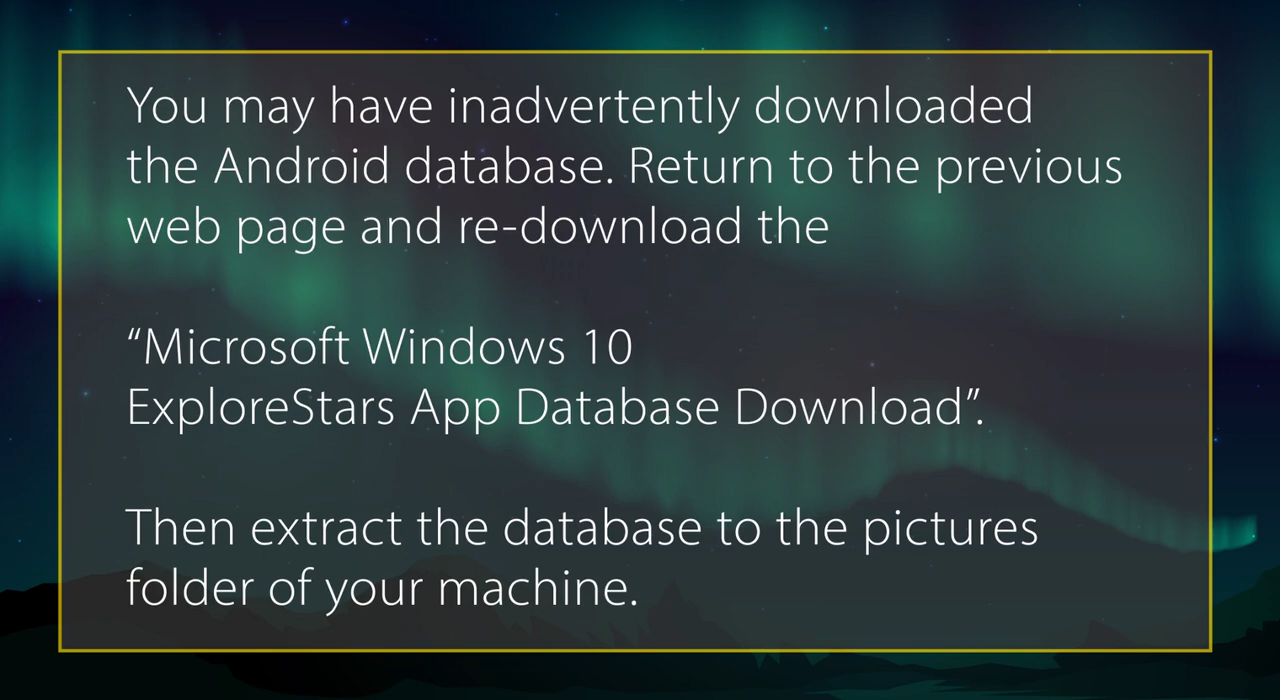 You may have inadvertently downloaded
the Android database. Return to the previous
web page and re-download the
“Microsoft Windows 10
ExploreStars App Database Download”.
Then extract the database to the pictures
folder of your machine.